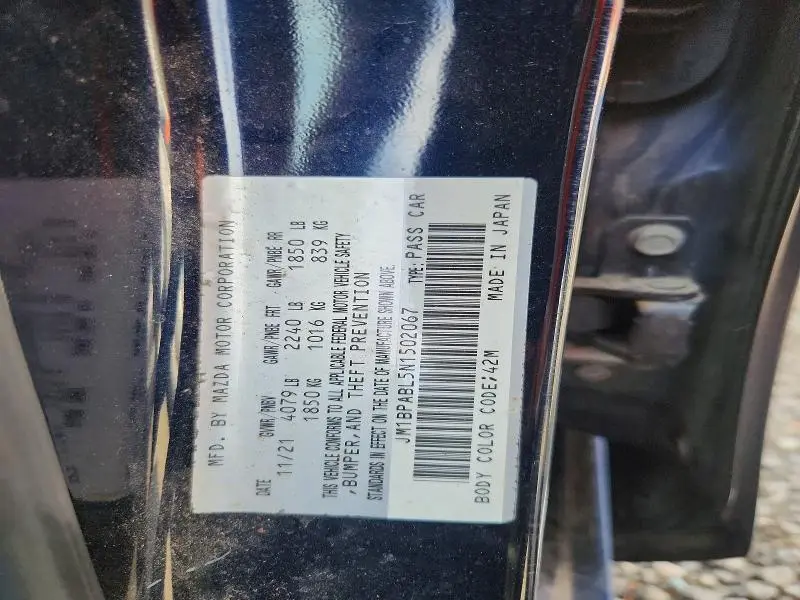 MFD. BY MAZDA MOTOR CORPORATION
DATE GVWR/PNBV GAWR/PNBE FRT GAWR/PNBE RR
11/21 4079 LB 2240 LB 1850 LB
1850 KG 1016 KG 839 KG
THIS VEHICLE CONFORMS TO ALL APPLICABLE FEDERAL MOTOR VEHICLE SAFETY
,BUMPER, AND THEFT PREVENTION
STANDARDS IN EFFECT ON THE DATE OF MANUFACTURE SHOWN ABOVE.
JM1BPABL5N1502067 TYPE: PASS CAR
BODY COLOR CODE;42M MADE IN JAPAN